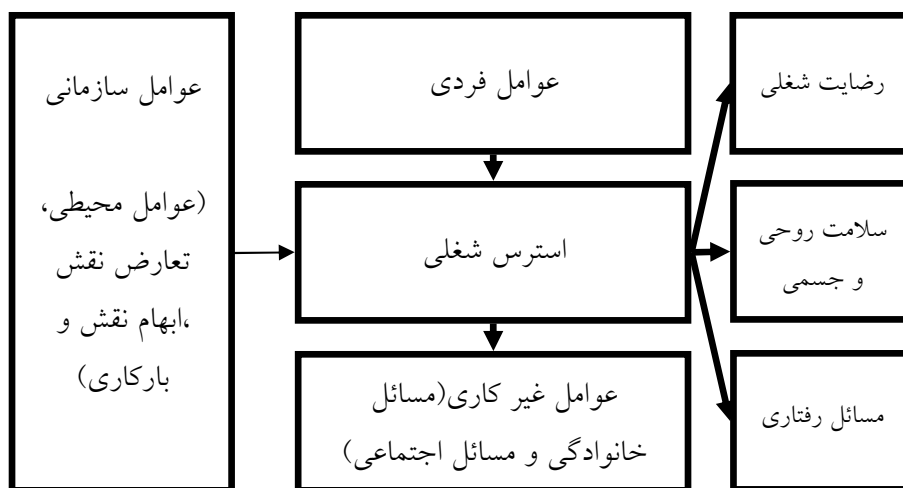 عوامل سازمانی
(عوامل محیطی،
تعارض نقش
،ابهام نقش و
بارکاری)
عوامل فردی
استرس شغلی
عوامل غیر کاری(مسائل
خانوادگی و مسائل اجتماعی)
رضایت شغلی
سلامت روحی
و جسمی
مسائل رفتاری